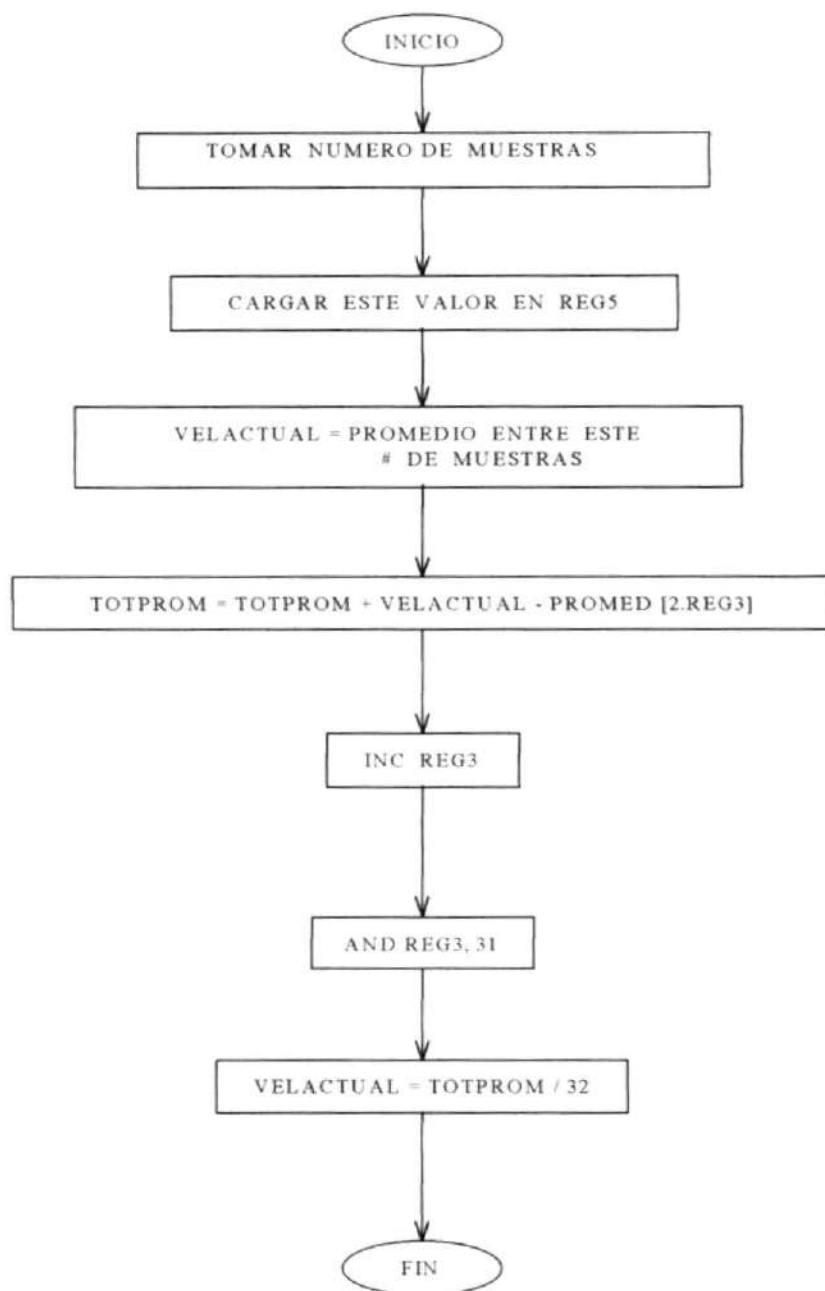 INICIO
TOMAR NUMERO DE MUESTRAS
CARGAR ESTE VALOR EN REG5
VELACTUAL = PROMEDIO ENTRE ESTE
# DE MUESTRAS
TOTPROM = TOTPROM + VELACTUAL - PROMED [2.REG3]
INC REG3
AND REG3, 31
VELACTUAL = TOTPROM / 32
FIN